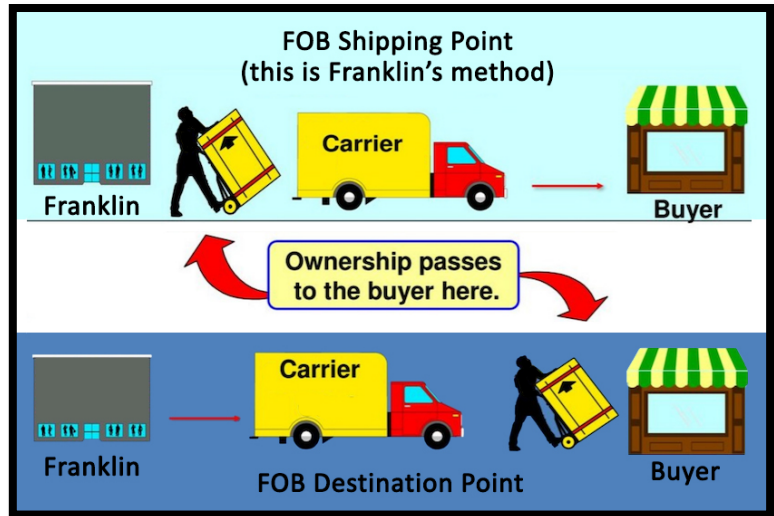 FOB Shipping Point
(this is Franklin's method)
Carrier
Franklin
Buyer
Ownership passes
to the buyer here.
Carrier
Franklin
Buyer
FOB Destination Point